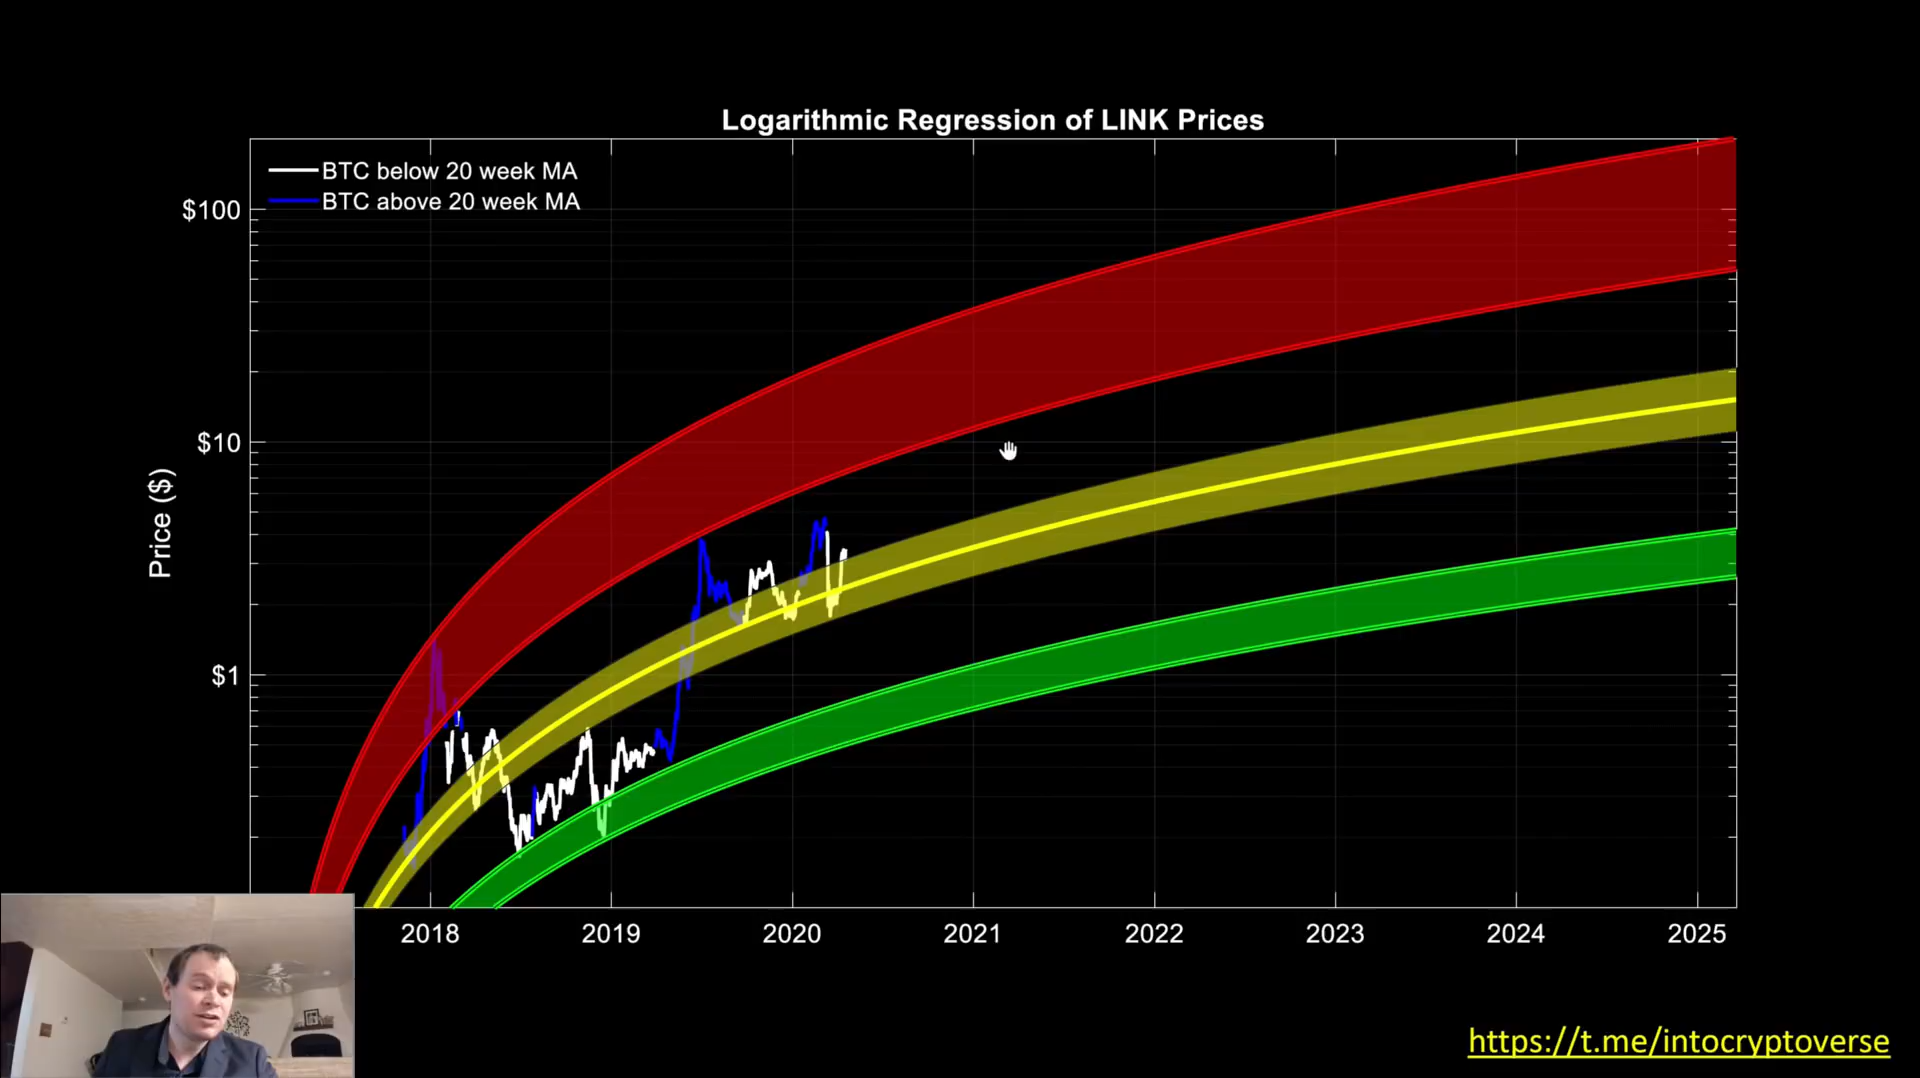 Logarithmic Regression of LINK Prices
BTC below 20 week MA
BTC above 20 week MA
$100
$10
$1
Price ($)
2018 2019 2020 2021 2022 2023 2024 2025
https://t.me/intocryptoverse